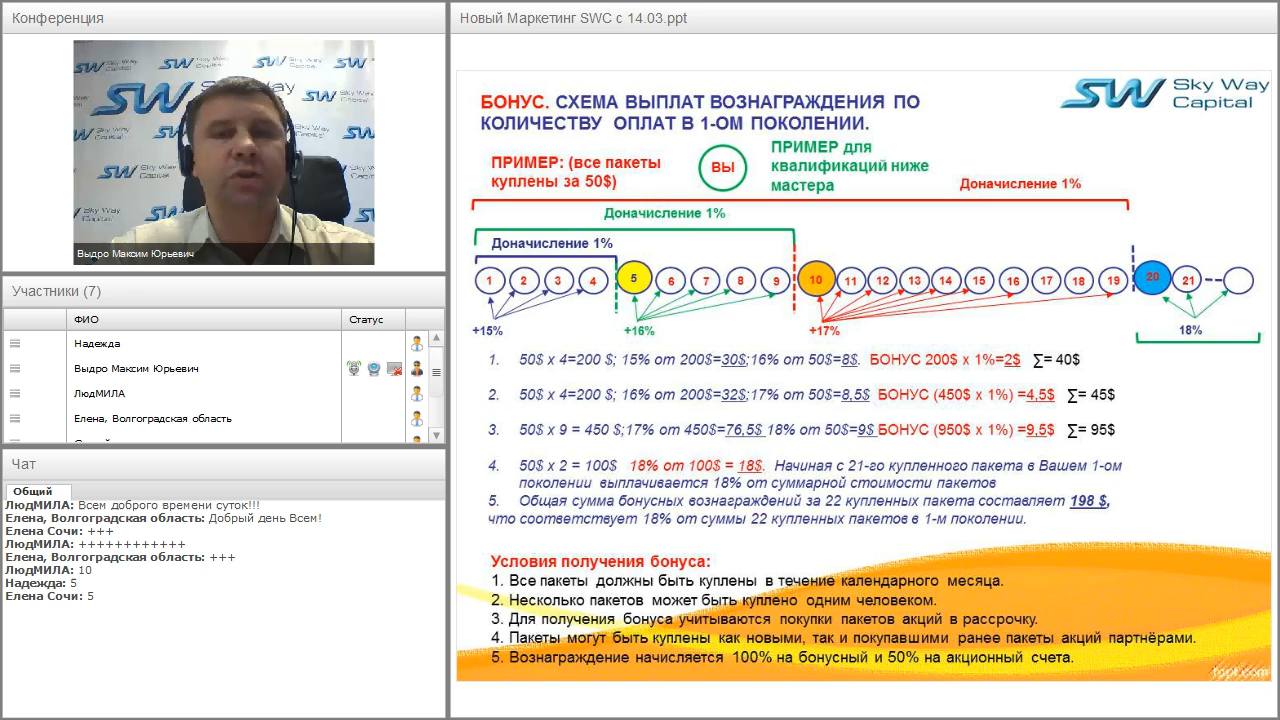 Конференция
Выдро Максим Юрьевич
Участники (7)
ФИО
Статус
Надежда
Выдро Максим Юрьевич
ЛюдМИЛА
Елена, Волгоградская область
Чат
Общий
ЛюдМИЛА: Всем доброго времени суток!!!
Елена, Волгоградская область: Добрый день Всем!
Елена Сочи: +++
ЛюдМИЛА: ++++++++++++
Елена, Волгоградская область: +++
ЛюдМИЛА: 10
Надежда: 5
Елена Сочи: 5
Новый Маркетинг SWC с 14.03.ppt
SW Sky Way
Capital
БОНУС. СХЕМА ВЫПЛАТ ВОЗНАГРАЖДЕНИЯ ПО
КОЛИЧЕСТВУ ОПЛАТ В 1-ОМ ПОКОЛЕНИИ.
ПРИМЕР: (все пакеты
куплены за 50$)
ВЫ
ПРИМЕР для
квалификаций ниже
мастера
Доначисление 1%
Доначисление 1%
Доначисление 1%
1 2 3 4 5 6 7 8 9 10 11 12 13 14 15 16 17 18 19 20 21
+15% +16% +17% 18%
1. 50$ x 4=200 $; 15% от 200$=30$;16% от 50$=8$. БОНУС 200$ x 1%=2$ ∑= 40$
2. 50$ x 4=200 $; 16% от 200$=32$;17% от 50$=8,5$ БОНУС (450$ x 1%) =4,5$ ∑= 45$
3. 50$ x 9 = 450 $;17% от 450$=76,5$ 18% от 50$=9$ БОНУС (950$ x 1%) =9,5$ ∑= 95$
4. 50$ x 2 = 100$ 18% от 100$ = 18$. Начиная с 21-го купленного пакета в Вашем 1-ом
поколении выплачивается 18% от суммарной стоимости пакетов
5. Общая сумма бонусных вознаграждений за 22 купленных пакета составляет 198 $,
что соответствует 18% от суммы 22 купленных пакетов в 1-м поколении.
Условия получения бонуса:
1. Все пакеты должны быть куплены в течение календарного месяца.
2. Несколько пакетов может быть куплено одним человеком.
3. Для получения бонуса учитываются покупки пакетов акций в рассрочку.
4. Пакеты могут быть куплены как новыми, так и покупавшими ранее пакеты акций партнёрами.
5. Вознаграждение начисляется 100% на бонусный и 50% на акционный счета.
fppt.com